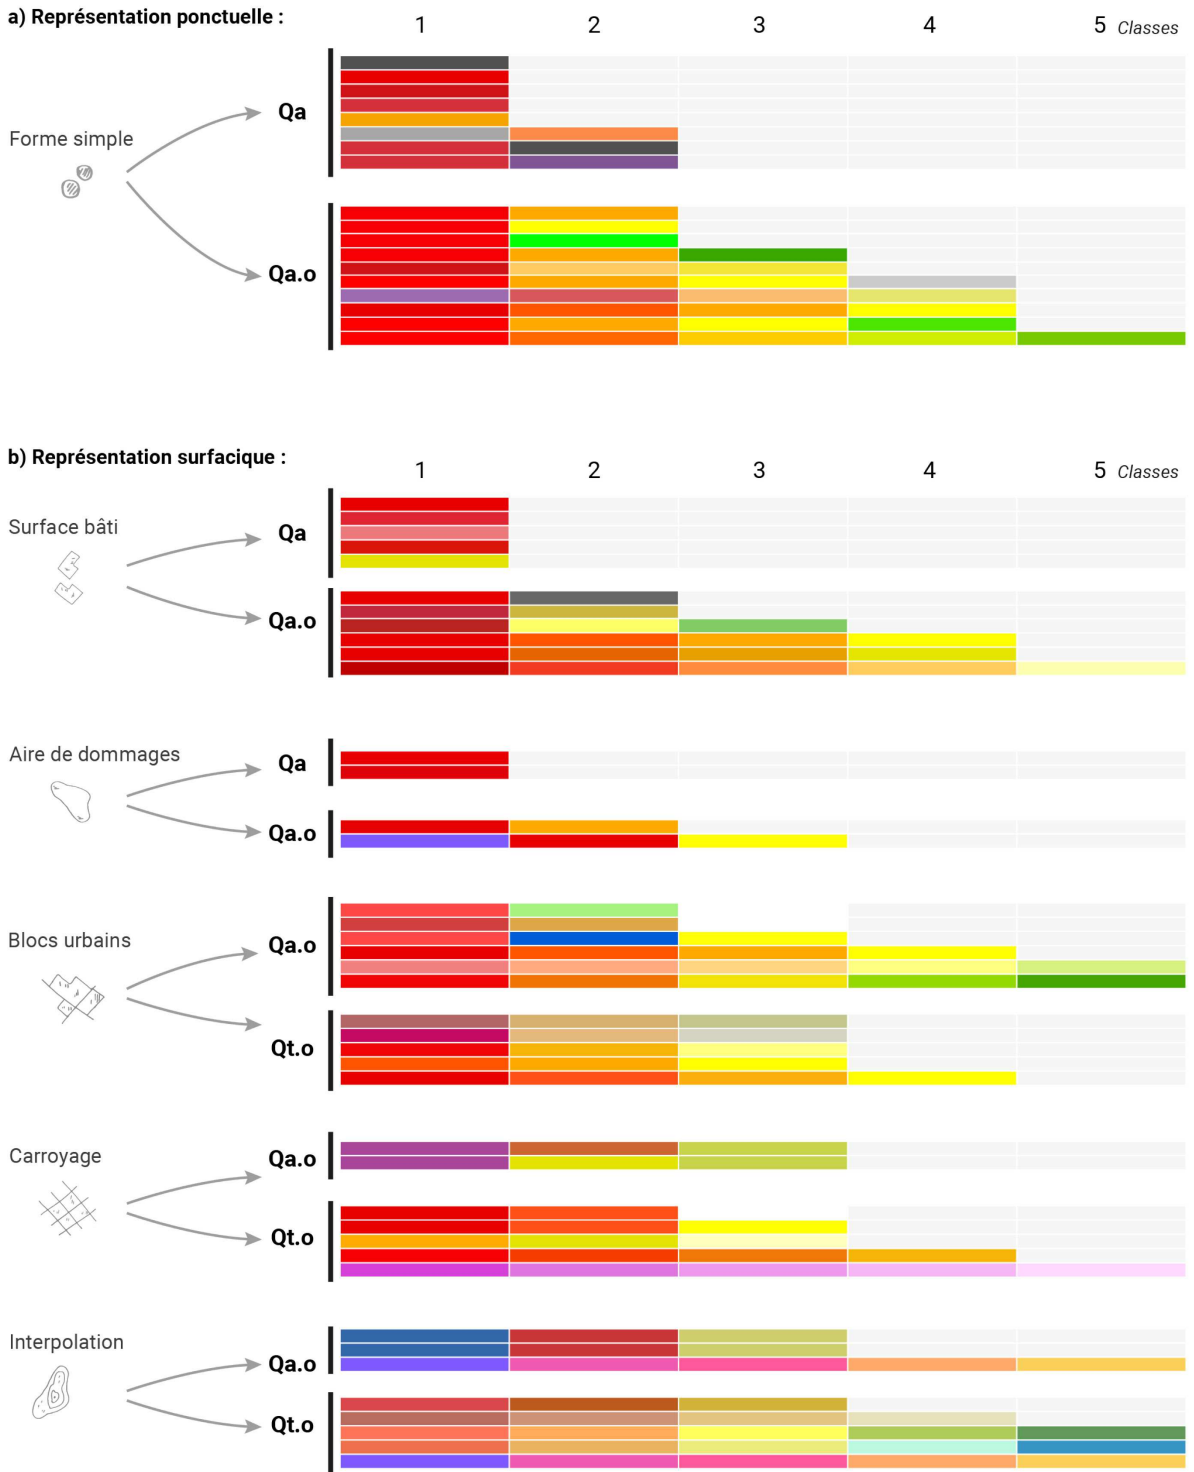 a) Représentation ponctuelle :
1 2 3 4 5 Classes
Forme simple
Qa
Qa.o
b) Représentation surfacique :
1 2 3 4 5 Classes
Surface bâti
Qa
Qa.o
Aire de dommages
Qa
Qa.o
Blocs urbains
Qa.o
Qt.o
Carroyage
Qa.o
Qt.o
Interpolation
Qa.o
Qt.o